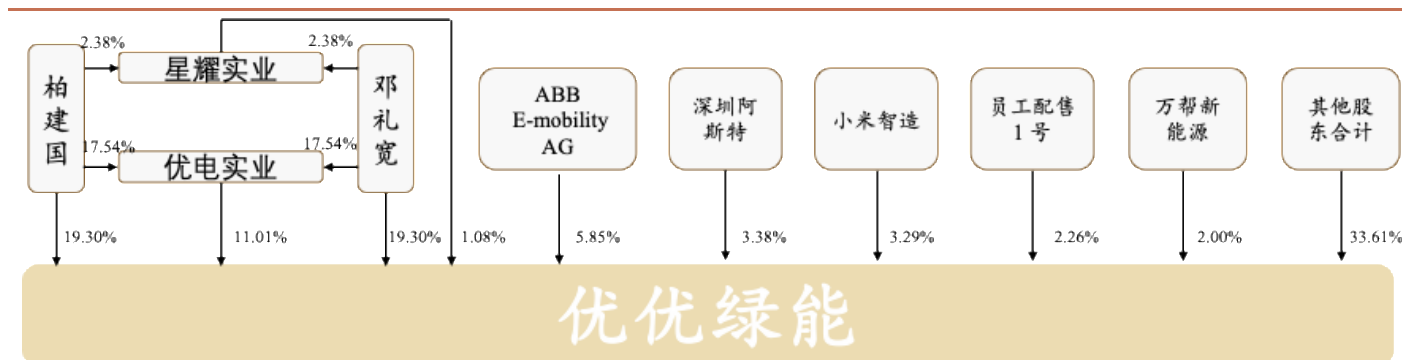 2.38%
2.38%
柏建国
星耀实业
邓礼宽
ABB
E-mobility
AG
深圳阿
斯特
小米智造
员工配售
1 号
万帮新
能源
其他股
东合计
17.54%
17.54%
优电实业
19.30%
11.01%
19.30%
1.08%
5.85%
3.38%
3.29%
2.26%
2.00%
33.61%
优优绿能